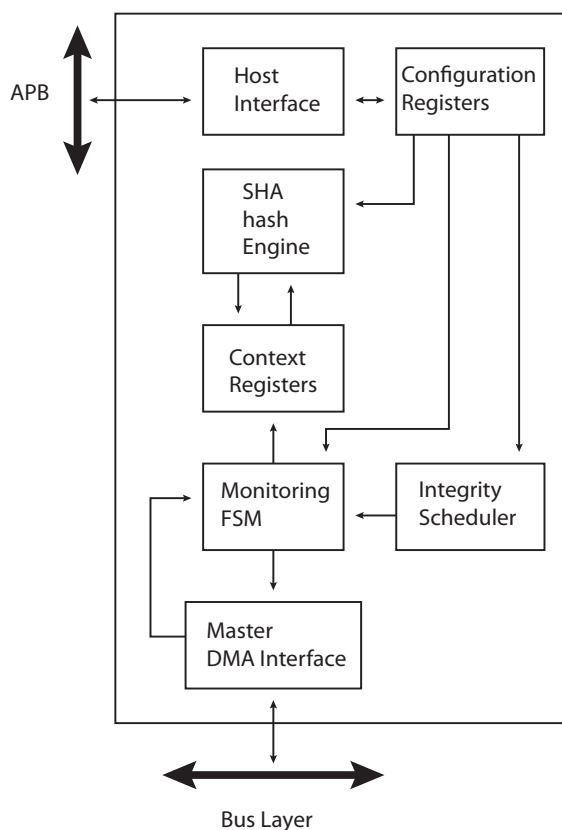 APB
Host
Interface
Configuration
Registers
SHA
hash
Engine
Context
Registers
Monitoring
FSM
Integrity
Scheduler
Master
DMA Interface
Bus Layer